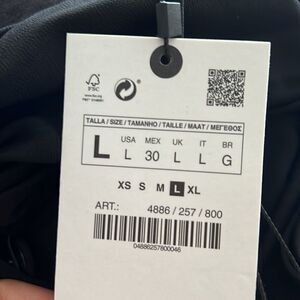 FSC
TALLA / SIZE / TAMANHO / TAILLE / MAAT / ΜΕΓΕΘΟΣ
USA MEX UK IT BR
L L 30 L L G
XS S M L XL
ART.: 4886 / 257 / 800
04886257800046